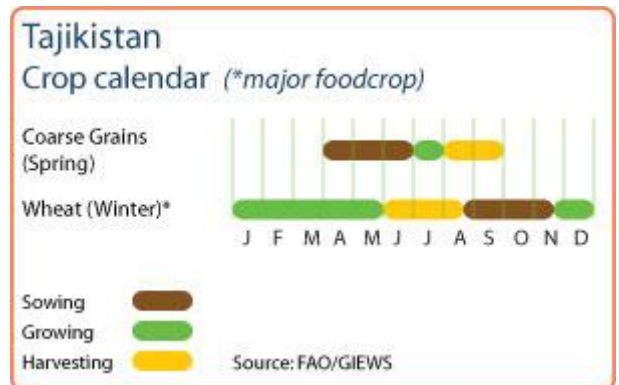 Tajikistan
Crop calendar (*major foodcrop)
Coarse Grains
(Spring)
Wheat (Winter)*
J F M A M J J A S O N D
Sowing
Growing
Harvesting
Source: FAO/GIEWS